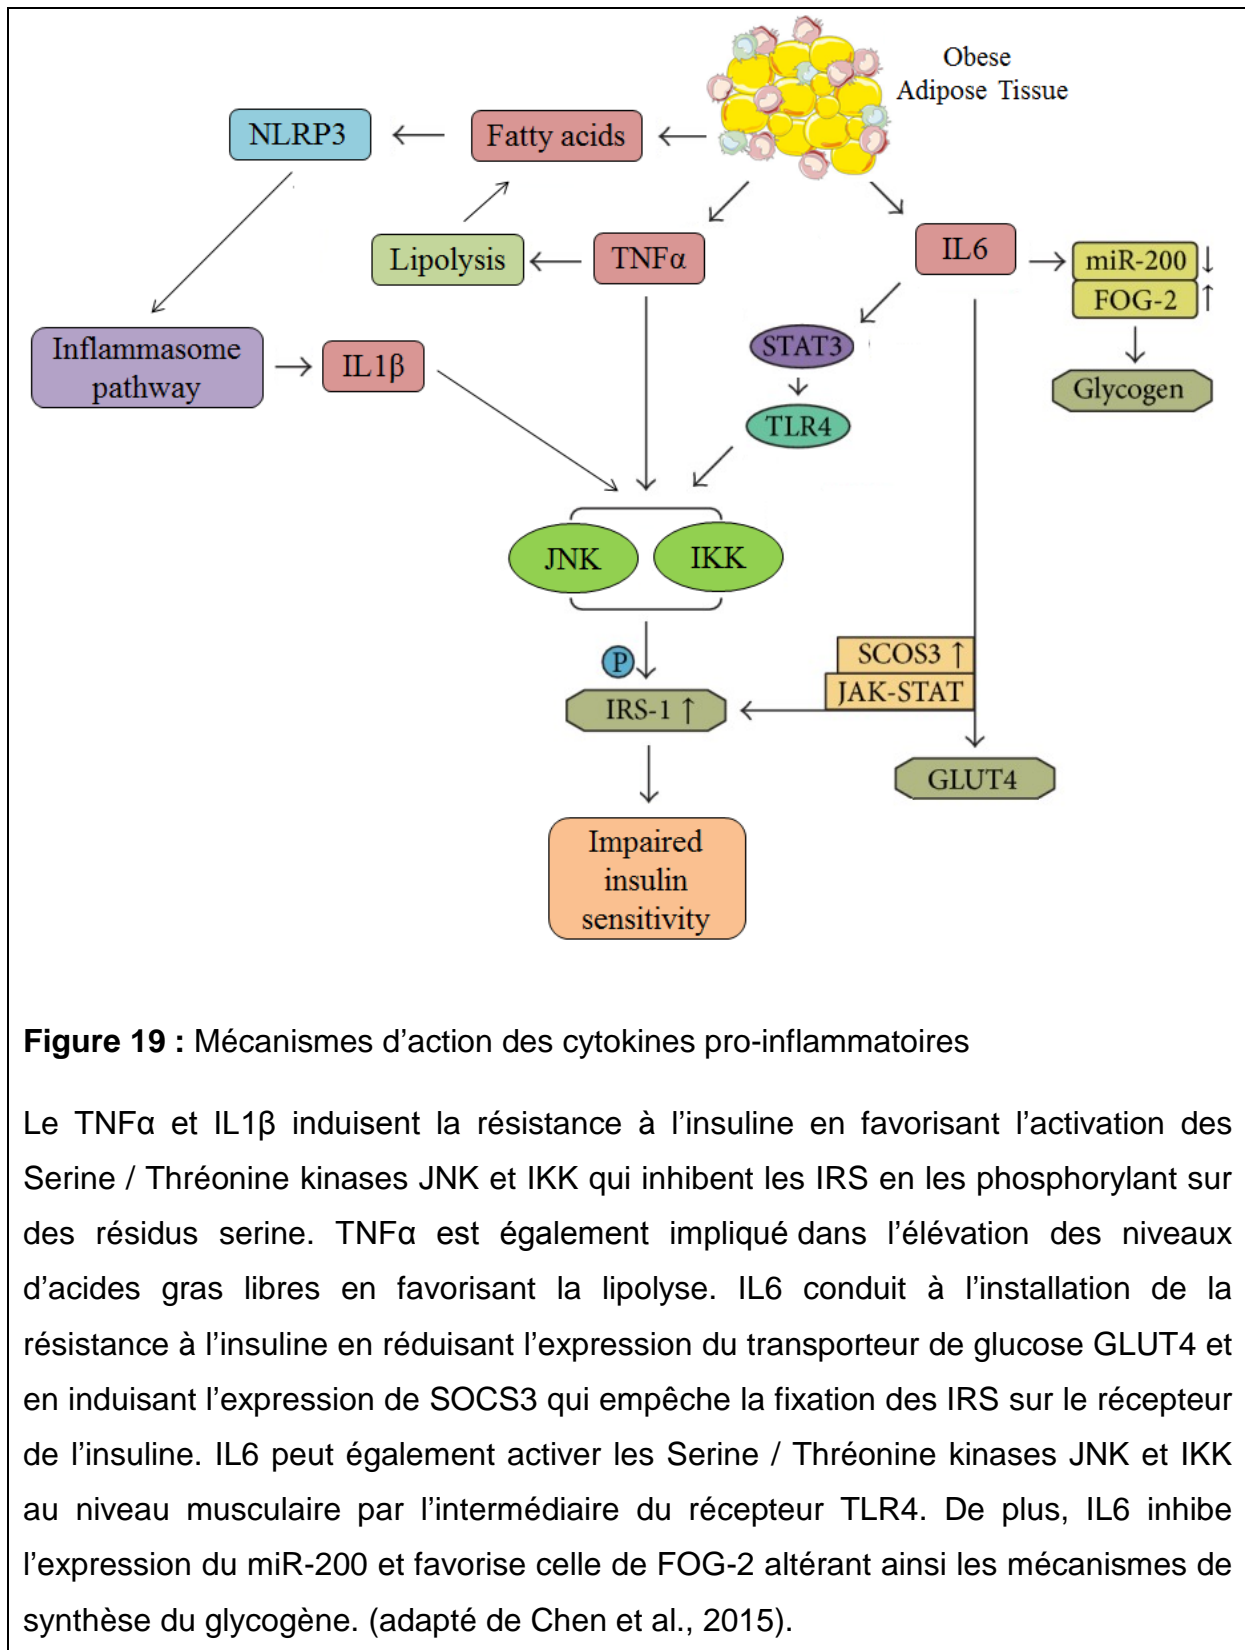 Obese
Adipose Tissue
NLRP3
Fatty acids
Lipolysis
TNFα
IL6
miR-200 ↓
FOG-2 ↑
STAT3
Inflammasome
pathway
IL1β
Glycogen
TLR4
JNK
IKK
SCOS3 ↑
P
JAK-STAT
IRS-1 ↑
GLUT4
Impaired
insulin
sensitivity
Figure 19 : Mécanismes d’action des cytokines pro-inflammatoires
Le TNFα et IL1β induisent la résistance à l’insuline en favorisant l’activation des
Serine / Thréonine kinases JNK et IKK qui inhibent les IRS en les phosphorylant sur
des résidus serine. TNFα est également impliqué dans l’élévation des niveaux
d’acides gras libres en favorisant la lipolyse. IL6 conduit à l’installation de la
résistance à l’insuline en réduisant l’expression du transporteur de glucose GLUT4 et
en induisant l’expression de SOCS3 qui empêche la fixation des IRS sur le récepteur
de l’insuline. IL6 peut également activer les Serine / Thréonine kinases JNK et IKK
au niveau musculaire par l’intermédiaire du récepteur TLR4. De plus, IL6 inhibe
l’expression du miR-200 et favorise celle de FOG-2 altérant ainsi les mécanismes de
synthèse du glycogène. (adapté de Chen et al., 2015).